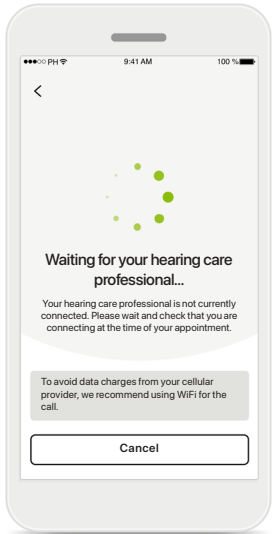 ●●●○○ PH 9:41 AM 100 %
Waiting for your hearing care
professional...
Your hearing care professional is not currently
connected. Please wait and check that you are
connecting at the time of your appointment.
To avoid data charges from your cellular
provider, we recommend using WiFi for the
call.
Cancel